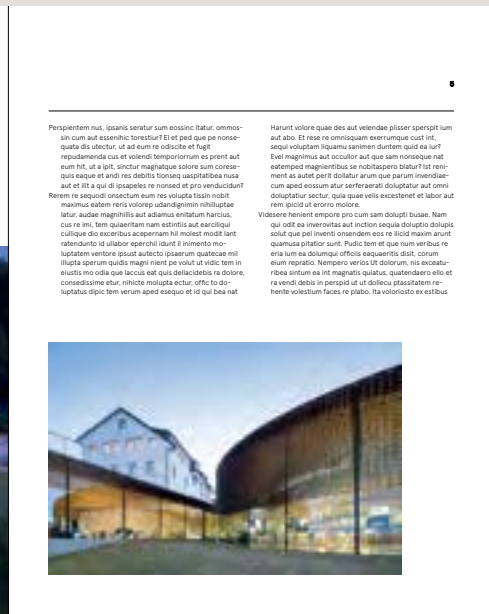 5
Perspientem nus, ipsanis seratur sum eossinc itatur, ommos-
sin cum aut essenihic torestiur? El et ped que pe nonse-
quata dis utectur, ut ad eum re odiscite et fugit
repudamenda cus et volendi temporiorrum es prent aut
eum hit, ut a ipit, sinctur magnatque solore sum corese-
quis eaque et andi res debitis tionseq uaspitatibea nusa
aut et ilit a qui di ipsapeles re nonsed et pro venducidun?
Rerem re sequodi onsectum eum res volupta tissin nobit
maximus eatem reris volorep udandignimin nihilluptae
latur, audae magnihillis aut adiamus enitatum harcius,
cus re imi, tem quiaeritam nam estintiis aut earciliqui
cullique dio exceribus acepernam hil molest modit lant
ratendunto id ullabor eperchil idunt il inimento mo-
luptatem ventore ipsust autecto ipsaerum quatecae mil
illupta sperum quidis magni nient pe volut ut vidic tem in
eiustis mo odia que laccus eat quis dellacidebis ra dolore,
consedissime etur, nihicte molupta ectur, offic to do-
luptatus dipic tem verum aped esequo et id qui bea nat
Harunt volore quae des aut velendae plisser sperspit ium
aut abo. Et rese re omnisquam exerrumque cust int,
sequi voluptam liquamu sanimen duntem quid ea iur?
Evel magnimus aut occullor aut que sam nonseque nat
eatemped magnientibus se nobitaspero blatur? Ist reni-
ment as autet perit dollatur arum que parum invendiae-
cum aped eossum atur serferaerati doluptatur aut omni
doluptatiur sectur, quia quae velis excestenet et labor aut
rem ipicid ut erorro molore.
Videsere henient empore pro cum sam dolupti busae. Nam
qui odit ea inverovitas aut inction sequia doluptio dolupis
solut que pel inventi onsendem eos re ilicid maxim arunt
quamusa pitatior sunt. Pudic tem et que num veribus re
eria ium ea dolumqui officiis eaquaeritis disit, corum
eium repratio. Nempero verios Ut dolorum, nis exceatu-
ribea sintum ea int magnatis quiatus, quatendaero ello et
ra vendi debis in perspid ut ut dollecu ptassitatem re-
hente volestium faces re plabo. Ita voloriosto ex estibus